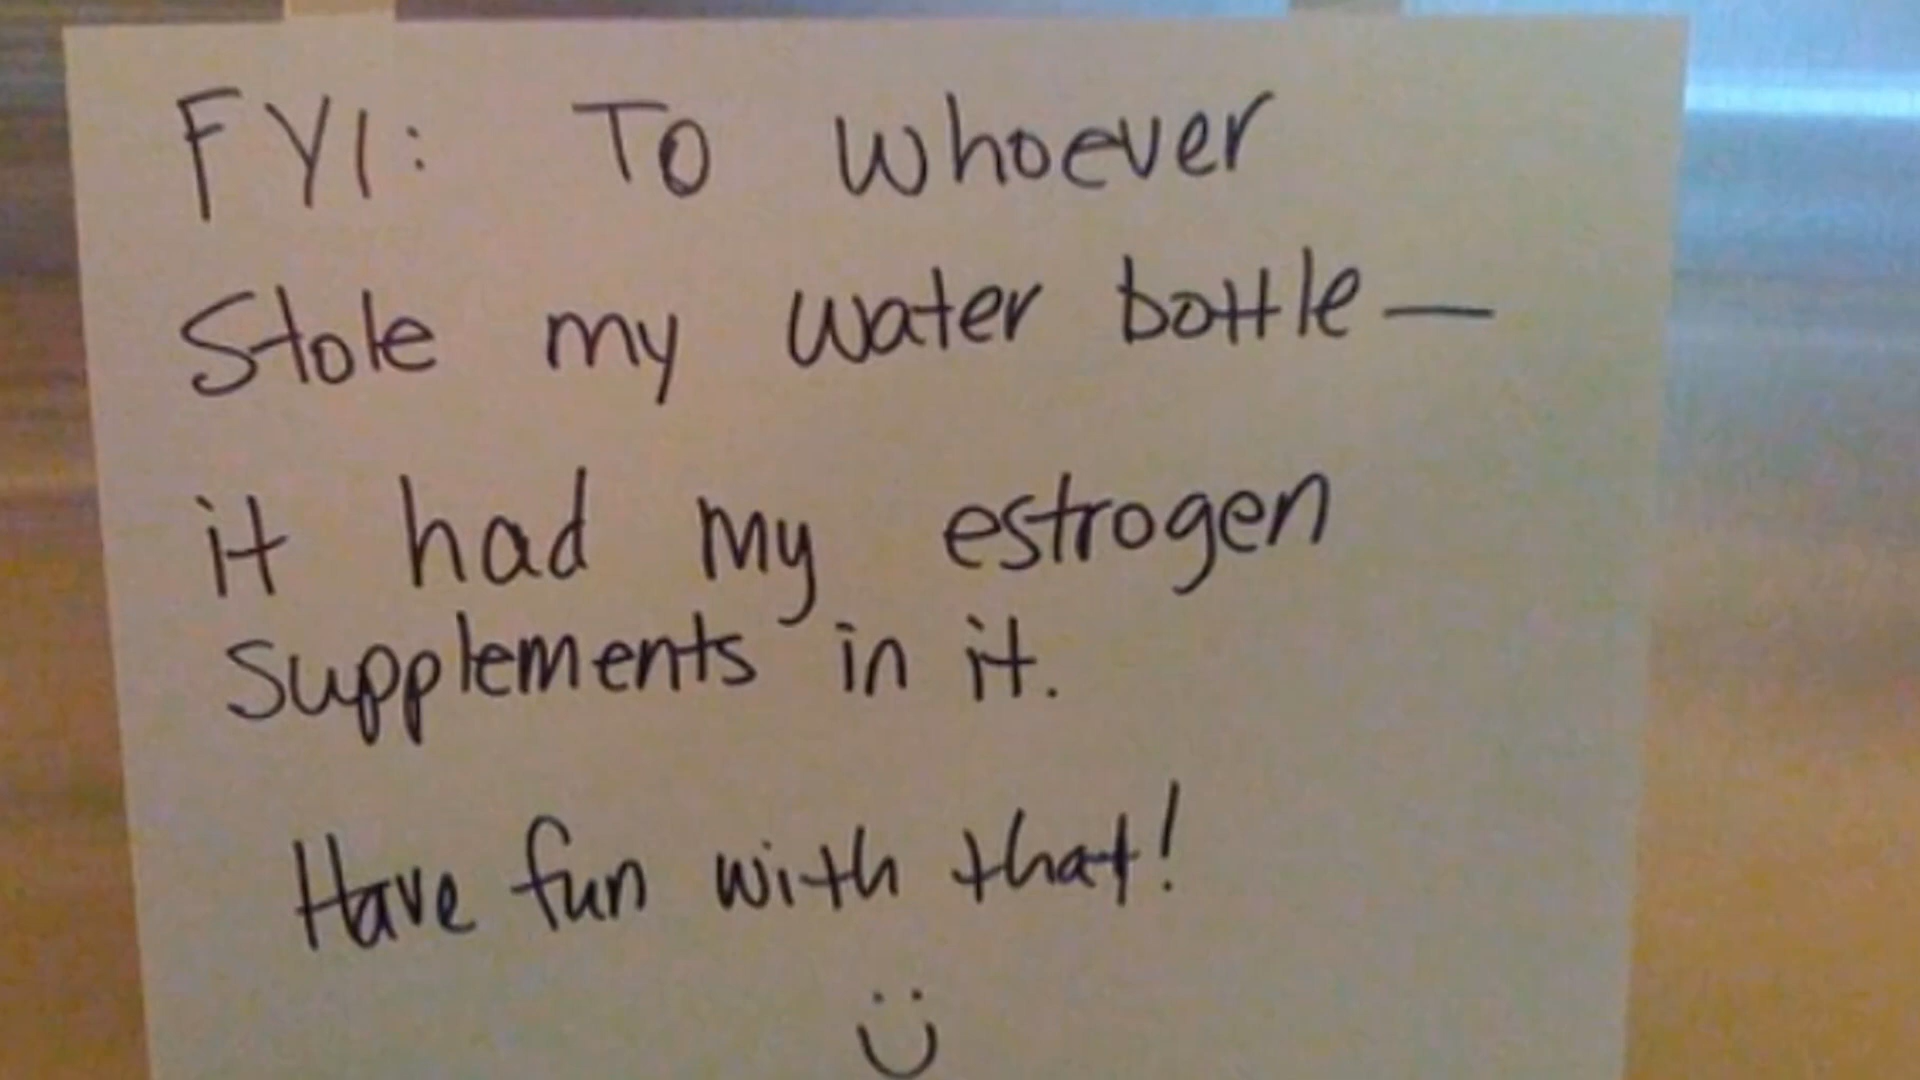 FYI: To whoever
Stole my water bottle—
it had my estrogen
supplements in it.
Have fun with that!
:)